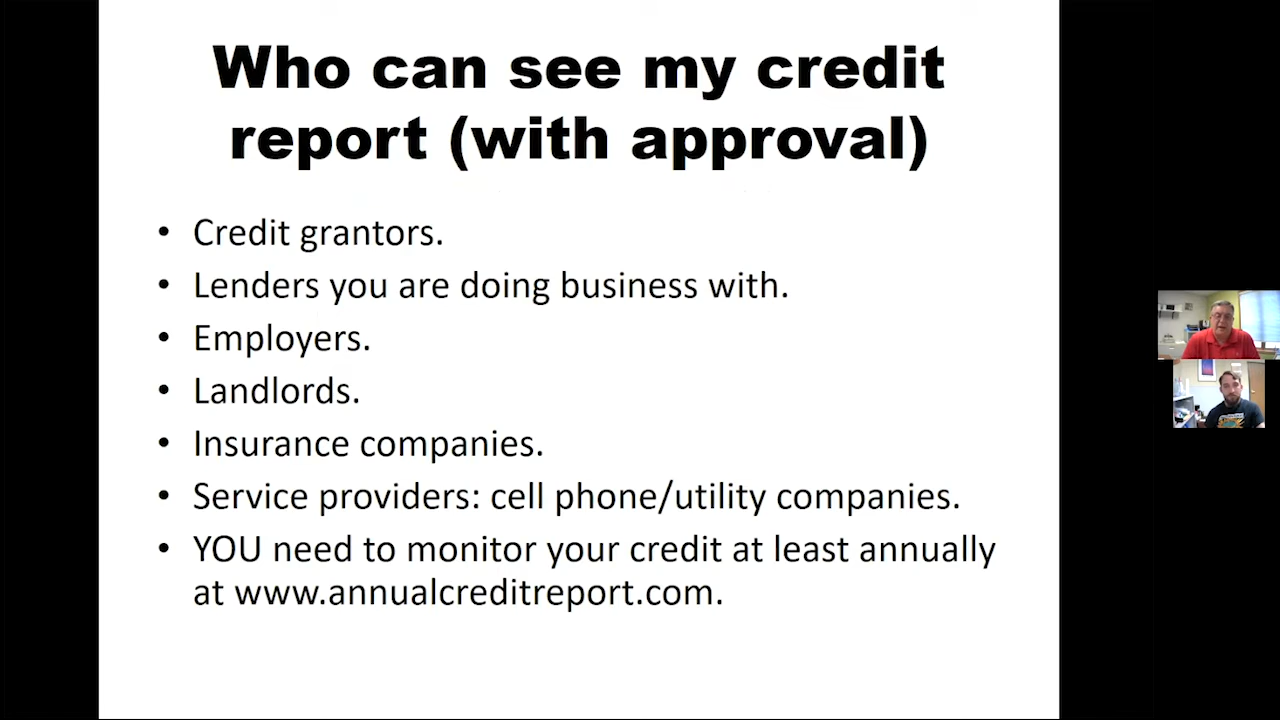 Who can see my credit
report (with approval)
• Credit grantors.
• Lenders you are doing business with.
• Employers.
• Landlords.
• Insurance companies.
• Service providers: cell phone/utility companies.
• YOU need to monitor your credit at least annually
at www.annualcreditreport.com.